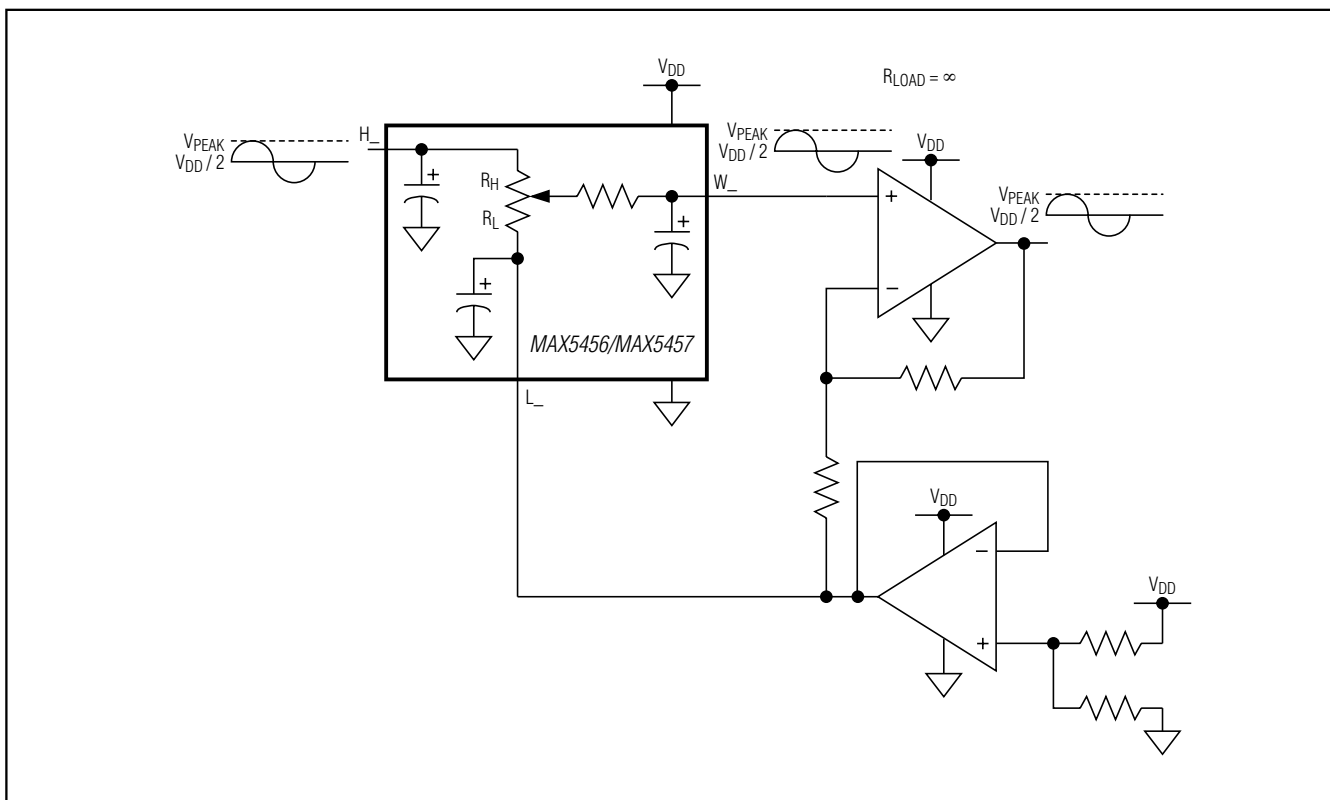 V_DD
R_LOAD = ∞
V_PEAK
V_DD / 2
H_
R_H
R_L
+
+
+
W_
MAX5456/MAX5457
L_
V_PEAK
V_DD / 2
V_DD
+
−
V_PEAK
V_DD / 2
V_DD
−
+
V_DD